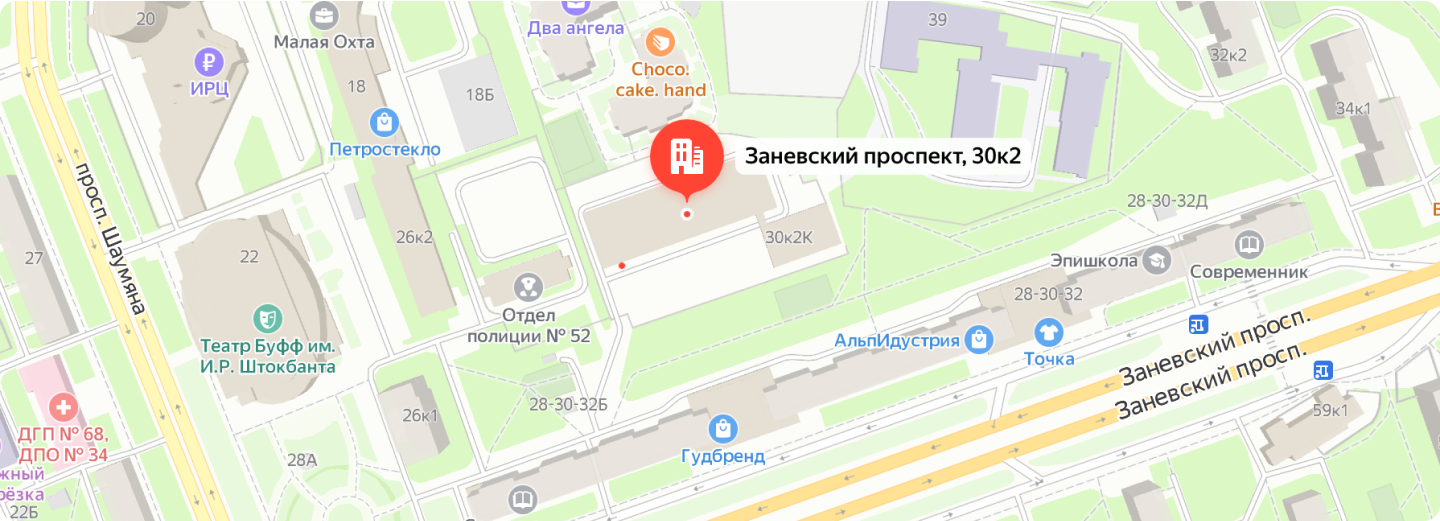 20
Малая Охта
ИРЦ
18
18Б
Петростекло
Два ангела
Choco.
cake. hand
39
32к2
34к1
Заневский проспект, 30к2
просп. Шаумяна
27
22
26к2
30к2К
28-30-32Д
Эпишкола
Современник
28-30-32
Театр Буфф им.
И.Р. Штокбанта
Отдел
полиции № 52
АльпИдустрия
Точка
Заневский просп.
Заневский просп.
28-30-32Б
26к1
59к1
ДГП № 68,
ДПО № 34
28А
Гудбренд
жный
рёзка
22Б